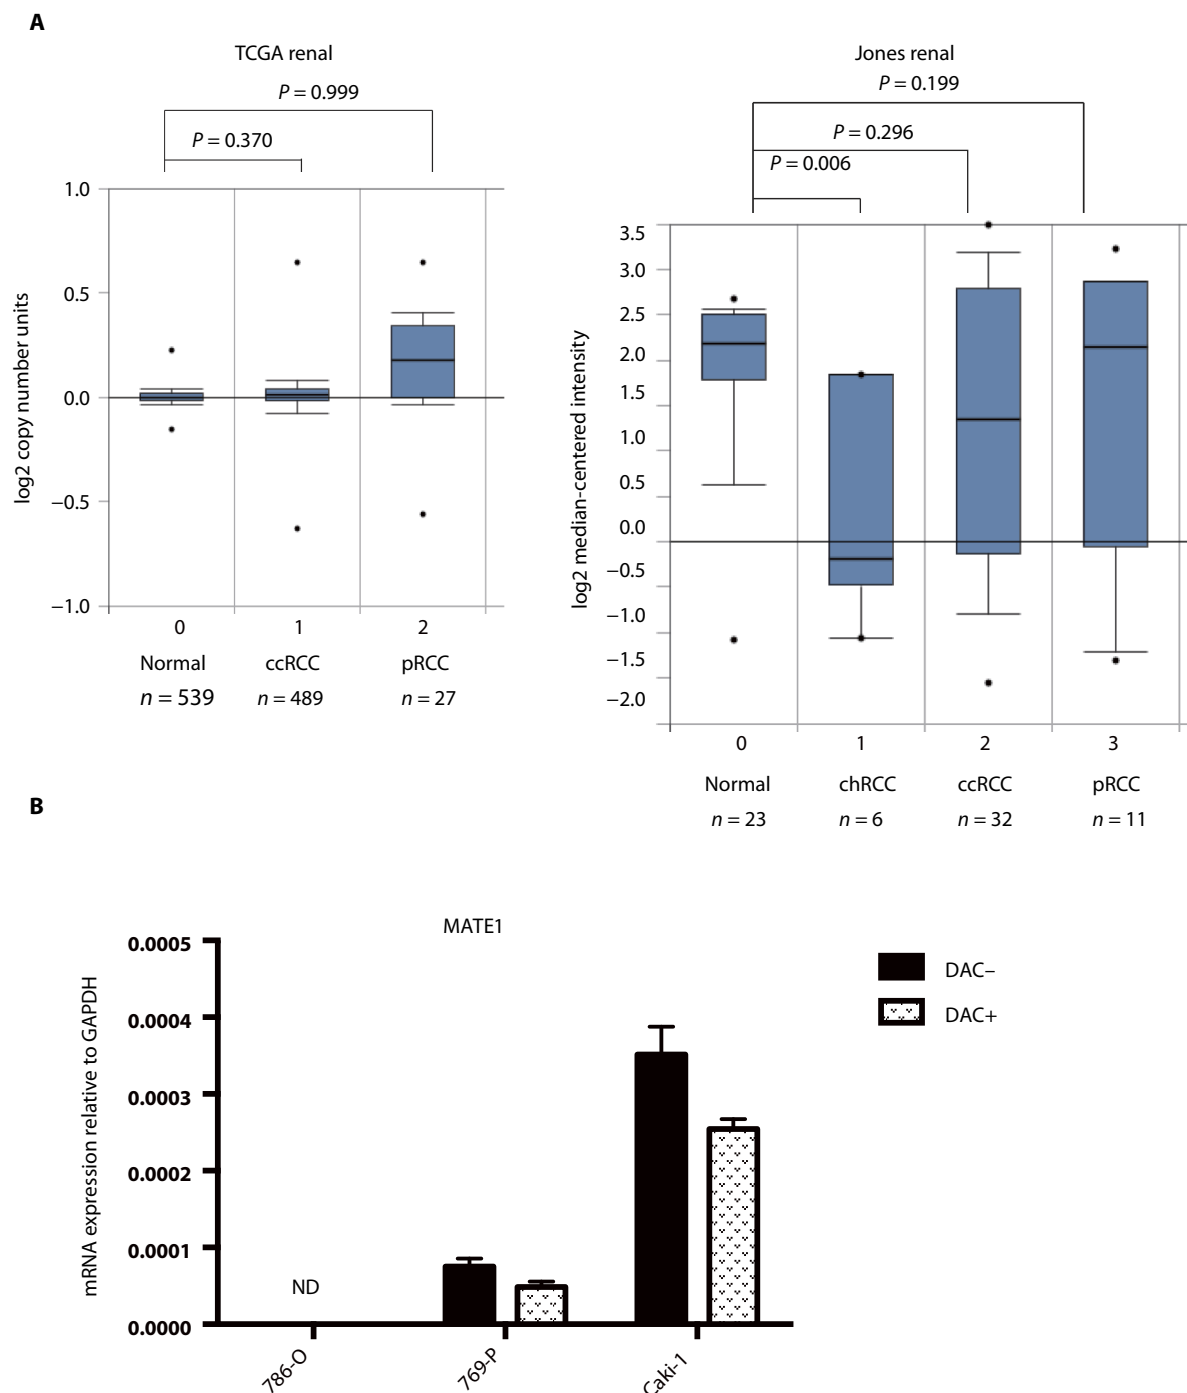 A
TCGA renal
P = 0.999
P = 0.370
1.0
0.5
0.0
−0.5
−1.0
log2 copy number units
0 1 2
Normal ccRCC pRCC
n = 539 n = 489 n = 27
Jones renal
P = 0.199
P = 0.296
P = 0.006
3.5
3.0
2.5
2.0
1.5
1.0
0.5
0.0
−0.5
−1.0
−1.5
−2.0
log2 median-centered intensity
0 1 2 3
Normal chRCC ccRCC pRCC
n = 23 n = 6 n = 32 n = 11
B
MATE1
0.0005
0.0004
0.0003
0.0002
0.0001
0.0000
mRNA expression relative to GAPDH
ND
786-O
769-P
Caki-1
DAC−
DAC+